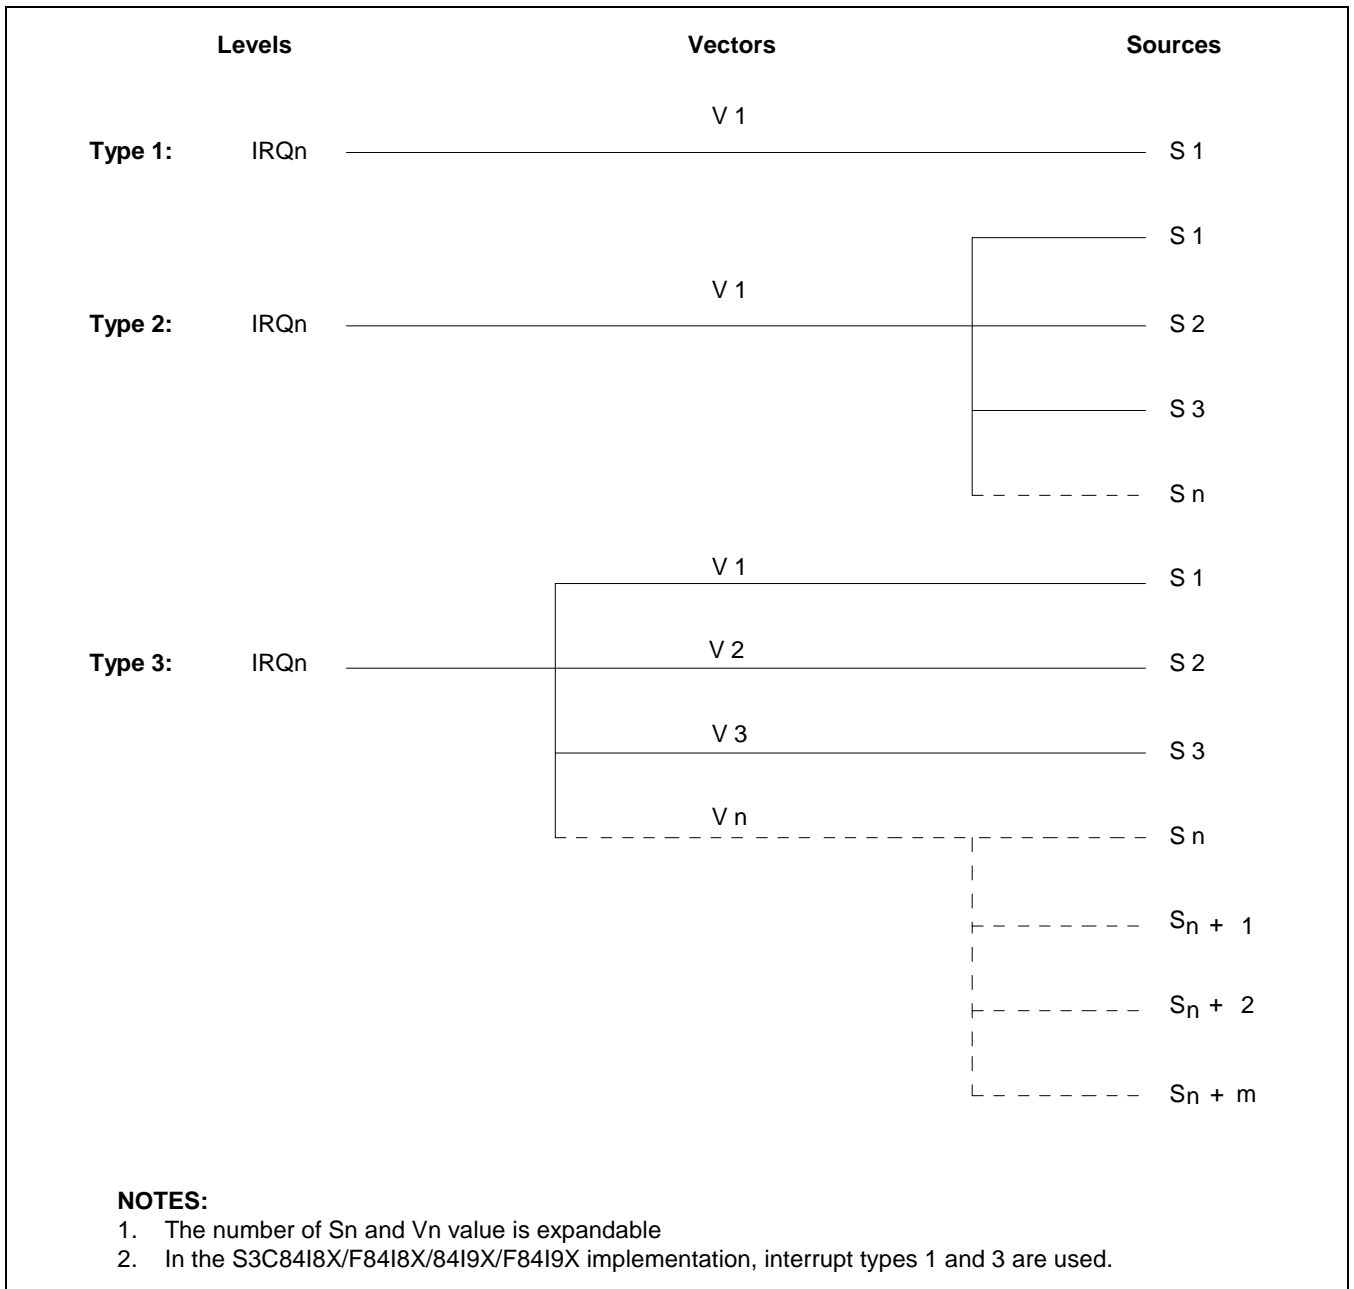 Levels Vectors Sources
V 1
Type 1: IRQn S 1
S 1
V 1
Type 2: IRQn S 2
S 3
S n
V 1 S 1
V 2
Type 3: IRQn S 2
V 3 S 3
V n S n
Sn + 1
Sn + 2
Sn + m
NOTES:
1. The number of Sn and Vn value is expandable
2. In the S3C84I8X/F84I8X/84I9X/F84I9X implementation, interrupt types 1 and 3 are used.